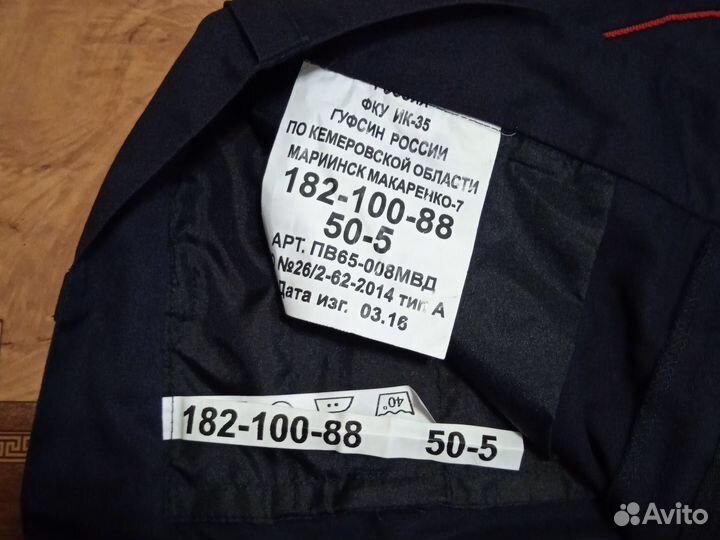 РОССИЯ
ФКУ ИК-35
ГУФСИН РОССИИ
ПО КЕМЕРОВСКОЙ ОБЛАСТИ
МАРИИНСК МАКАРЕНКО-7
182-100-88
50-5
АРТ. ПВ65-008МВД
№26/2-62-2014 тип А
Дата изг. 03.16
40°
182-100-88 50-5
Avito